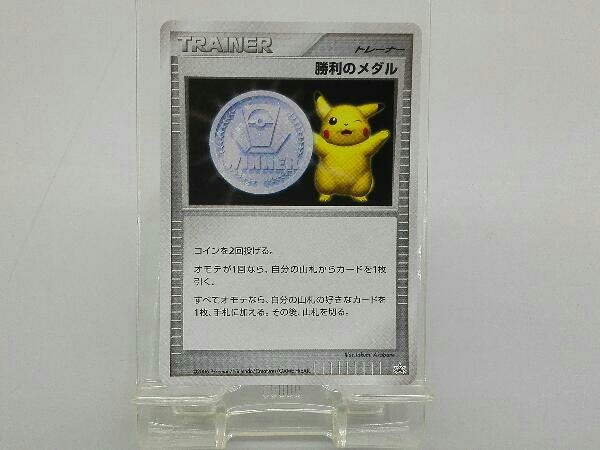 TRAINER
トレーナー
勝利のメダル
WINNER
コインを2回投げる。
オモテが1回なら、自分の山札からカードを1枚
引く。
すべてオモテなら、自分の山札の好きなカードを
1枚、手札に加える。その後、山札を切る。